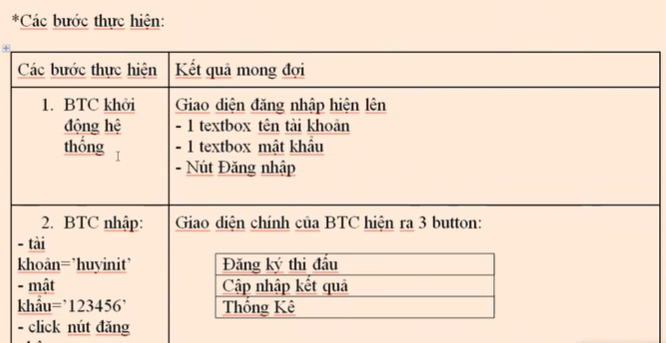 *Các bước thực hiện:
Các bước thực hiện
Kết quả mong đợi
1. BTC khởi
động hệ
thống
Giao diện đăng nhập hiện lên
- 1 textbox tên tài khoản
- 1 textbox mật khẩu
- Nút Đăng nhập
2. BTC nhập:
- tài
khoản=’huyinit’
- mật
khẩu=’123456’
- click nút đăng
Giao diện chính của BTC hiện ra 3 button:
Đăng ký thi đấu
Cập nhập kết quả
Thống Kê